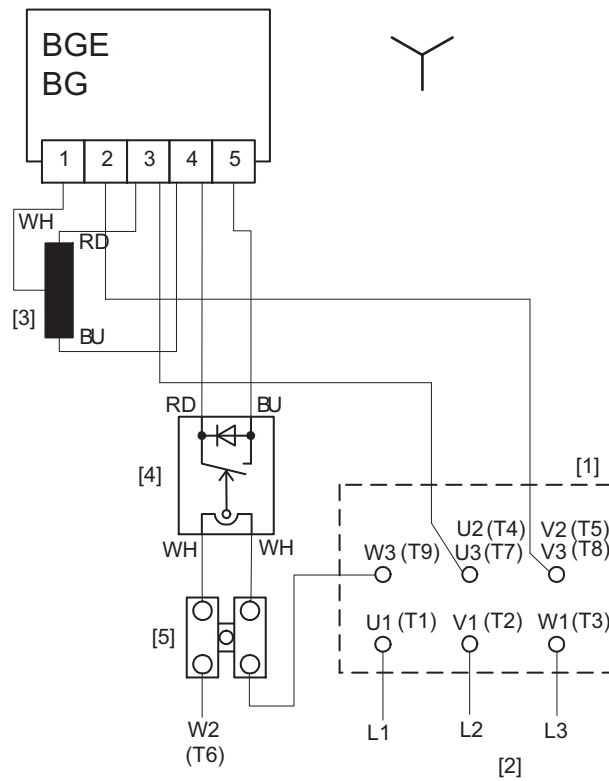 BGE
BG
1 2 3 4 5
WH
RD
[3]
BU
RD BU
[4]
[1]
WH WH
U2 (T4) V2 (T5)
W3 (T9) U3 (T7) V3 (T8)
[5]
U1 (T1) V1 (T2) W1 (T3)
W2
(T6)
L1 L2 L3
[2]